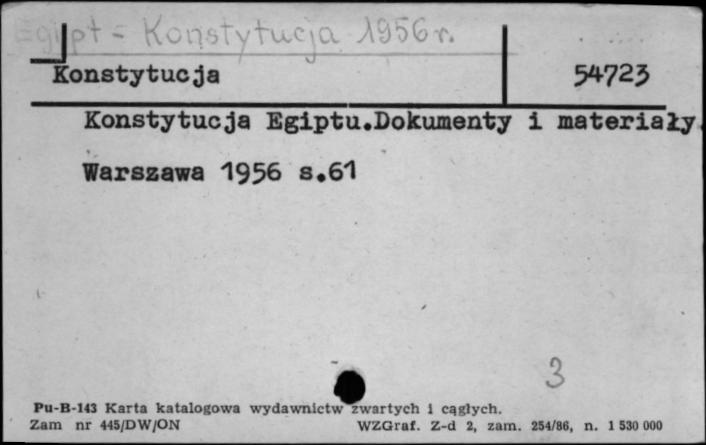 Egipt - Konstytucja 1956 r.
Konstytucja 54723
Konstytucja Egiptu.Dokumenty i materiały.
Warszawa 1956 s.61
3
Pu-B-143 Karta katalogowa wydawnictw zwartych i ciągłych.
Zam nr 445/DW/ON WZGraf. Z-d 2, zam. 254/86, n. 1 530 000